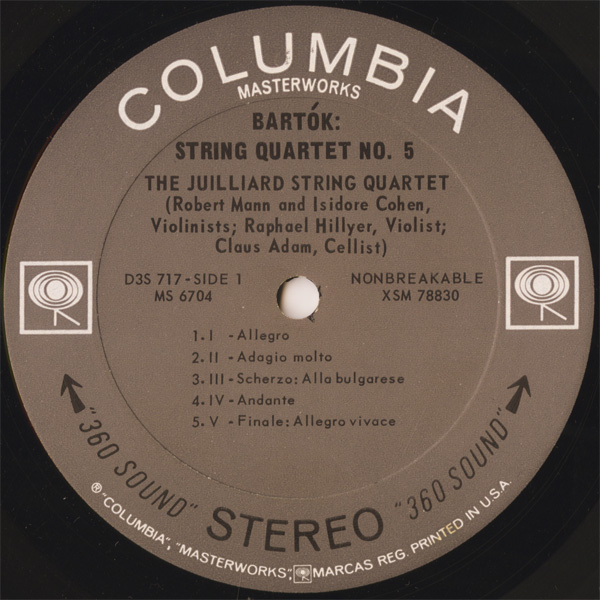 COLUMBIA
MASTERWORKS
BARTÓK:
STRING QUARTET NO. 5
THE JUILLIARD STRING QUARTET
(Robert Mann and Isidore Cohen,
Violinists; Raphael Hillyer, Violist;
Claus Adam, Cellist)
D3S 717 - SIDE 1
MS 6704
NONBREAKABLE
XSM 78830
1. I - Allegro
2. II - Adagio molto
3. III - Scherzo: Alla bulgarese
4. IV - Andante
5. V - Finale: Allegro vivace
"360 SOUND" STEREO "360 SOUND"
® "COLUMBIA", "MASTERWORKS", MARCAS REG. PRINTED IN U.S.A.